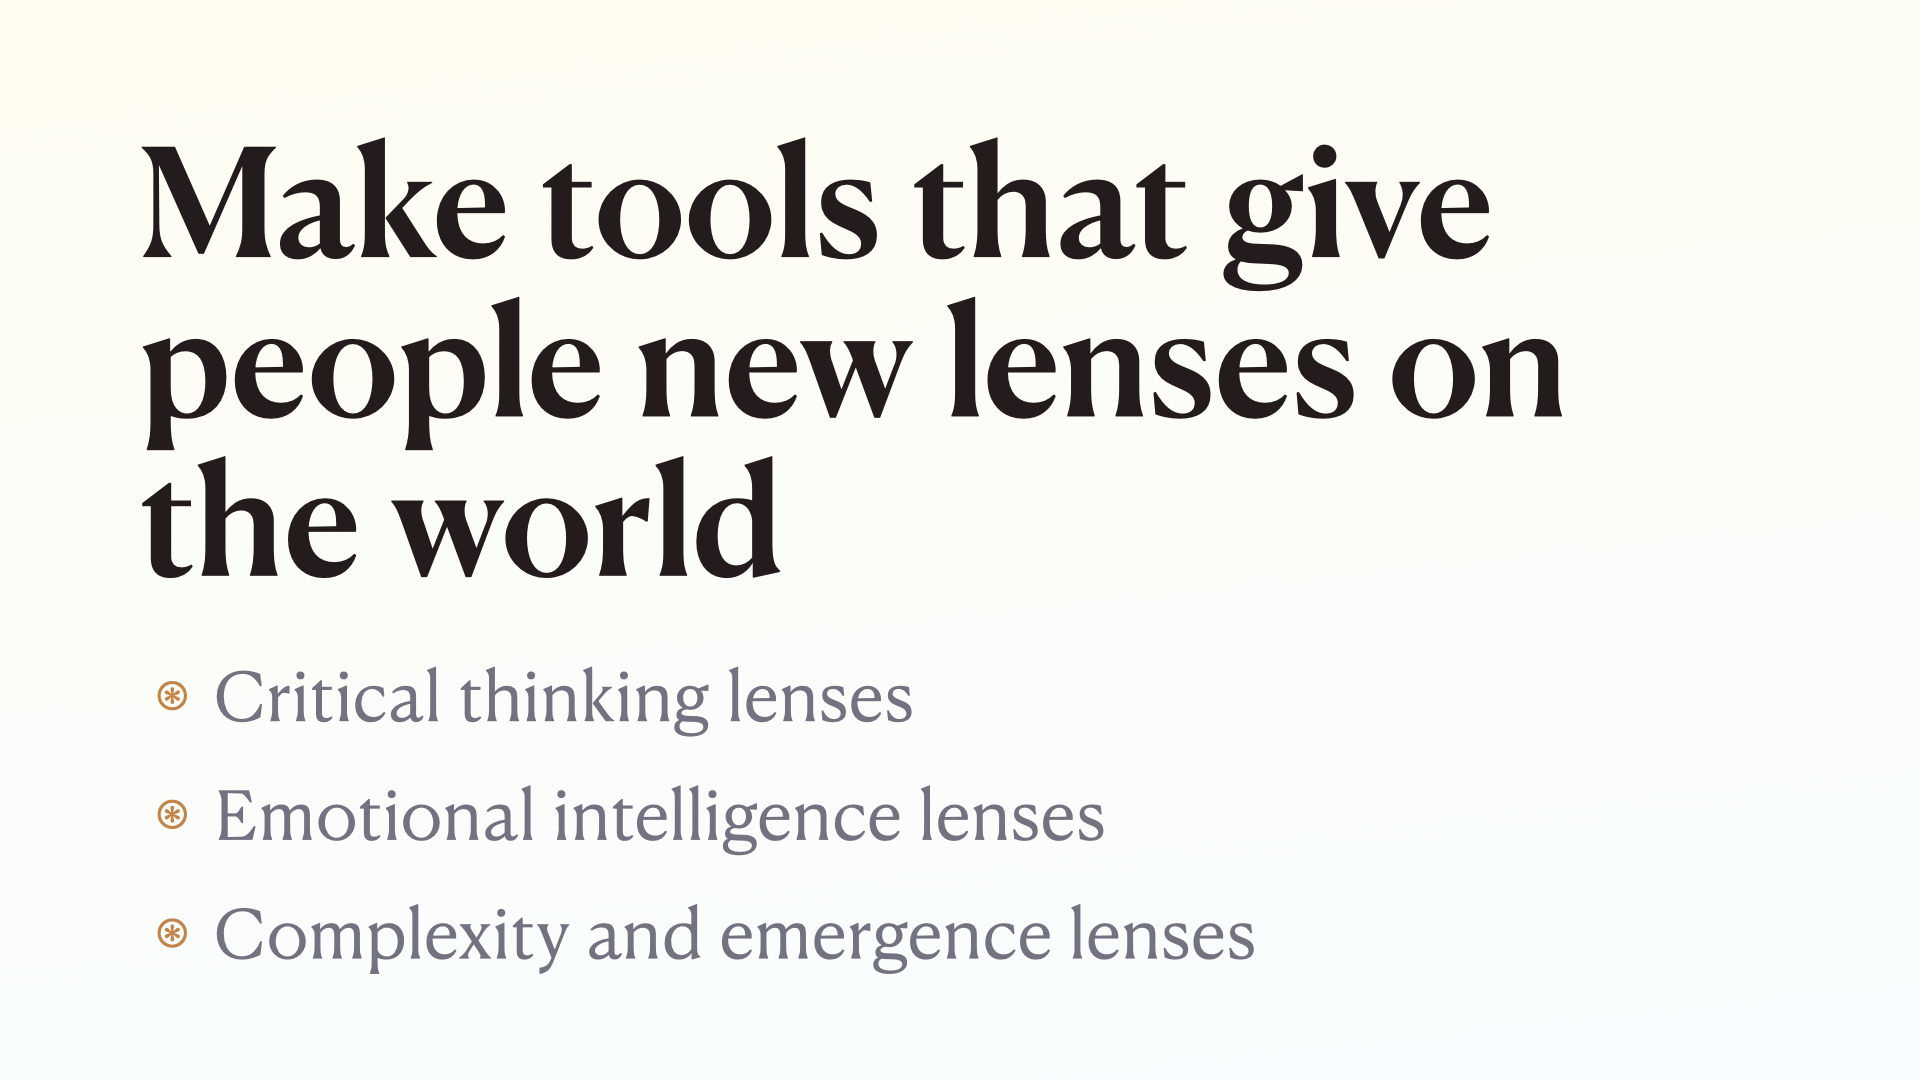 Make tools that give
people new lenses on
the world
Critical thinking lenses
Emotional intelligence lenses
Complexity and emergence lenses